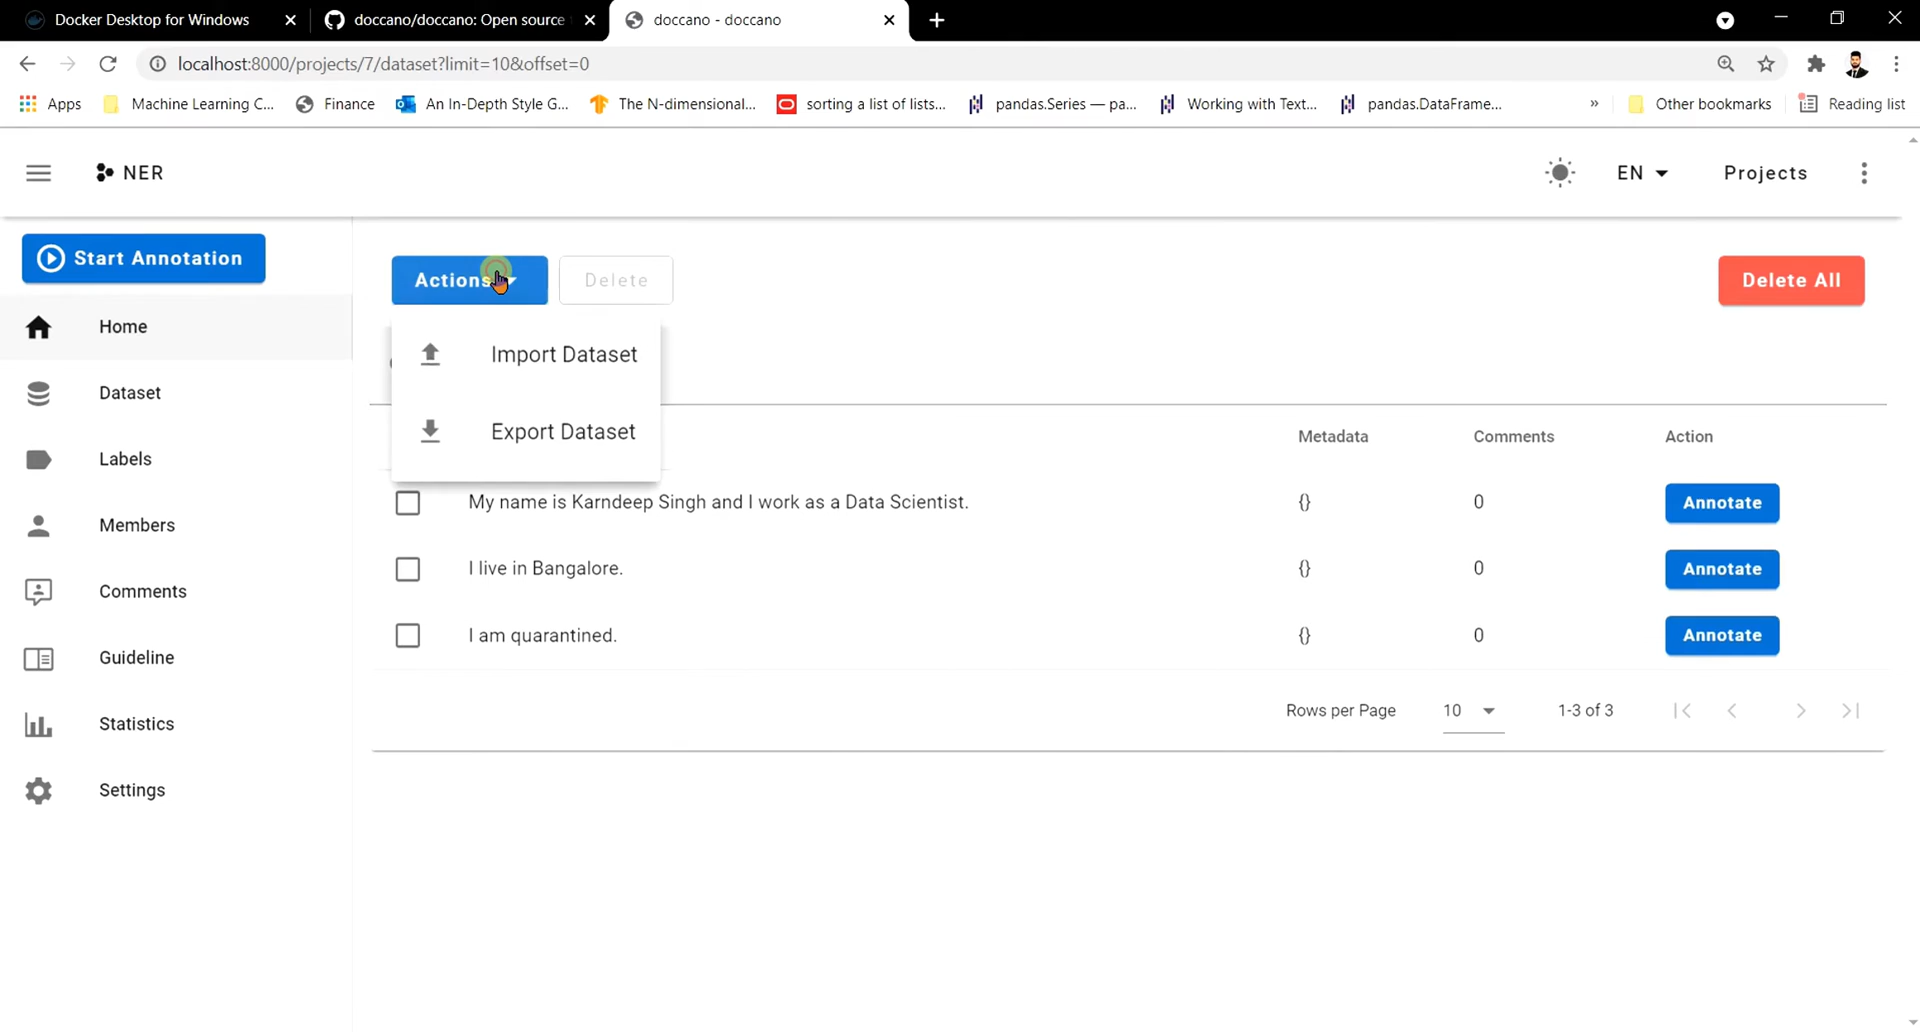 Docker Desktop for Windows
doccano/doccano: Open source
doccano - doccano
localhost:8000/projects/7/dataset?limit=10&offset=0
Apps
Machine Learning C...
Finance
An In-Depth Style G...
The N-dimensional...
sorting a list of lists...
pandas.Series — pa...
Working with Text...
pandas.DataFrame...
»
Other bookmarks
Reading list
NER
EN
Projects
Start Annotation
Home
Dataset
Labels
Members
Comments
Guideline
Statistics
Settings
Actions
Delete
Delete All
Import Dataset
Export Dataset
Metadata
Comments
Action
My name is Karndeep Singh and I work as a Data Scientist.
{}
0
Annotate
I live in Bangalore.
{}
0
Annotate
I am quarantined.
{}
0
Annotate
Rows per Page
10
1-3 of 3